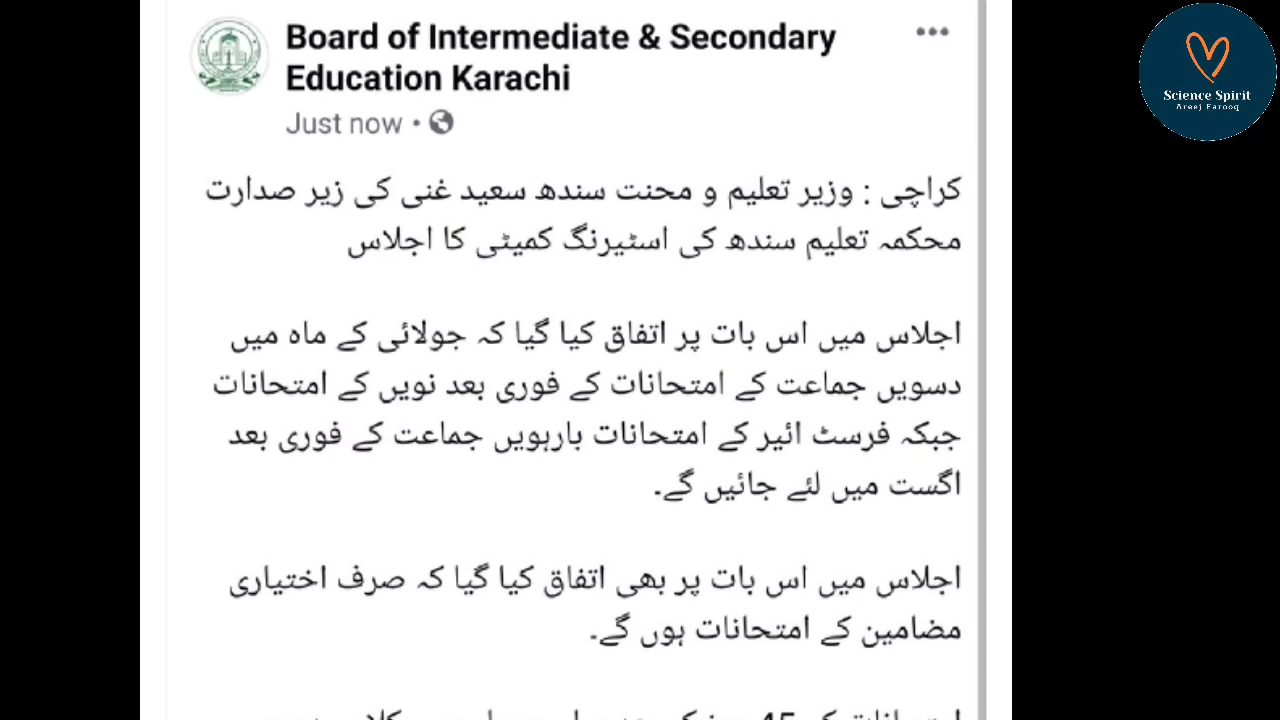 Board of Intermediate & Secondary
Education Karachi
Just now •
Science Spirit
Areej Farooq
کراچی : وزیر تعلیم و محنت سندھ سعید غنی کی زیر صدارت
محکمہ تعلیم سندھ کی اسٹیرنگ کمیٹی کا اجلاس
اجلاس میں اس بات پر اتفاق کیا گیا کہ جولائی کے ماہ میں
دسویں جماعت کے امتحانات کے فوری بعد نویں کے امتحانات
جبکہ فرسٹ ائیر کے امتحانات بارہویں جماعت کے فوری بعد
اگست میں لئے جائیں گے۔
اجلاس میں اس بات پر بھی اتفاق کیا گیا کہ صرف اختیاری
مضامین کے امتحانات ہوں گے۔